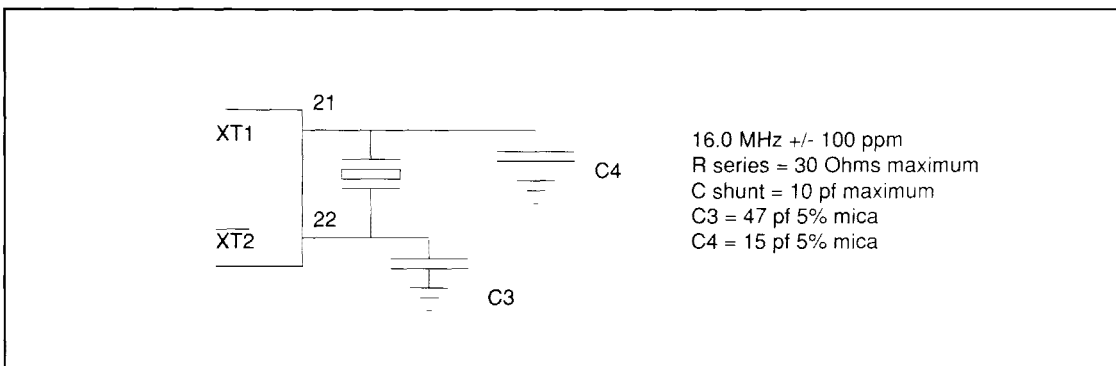 21
XT1
C4
22
XT2
C3
16.0 MHz +/- 100 ppm
R series = 30 Ohms maximum
C shunt = 10 pf maximum
C3 = 47 pf 5% mica
C4 = 15 pf 5% mica